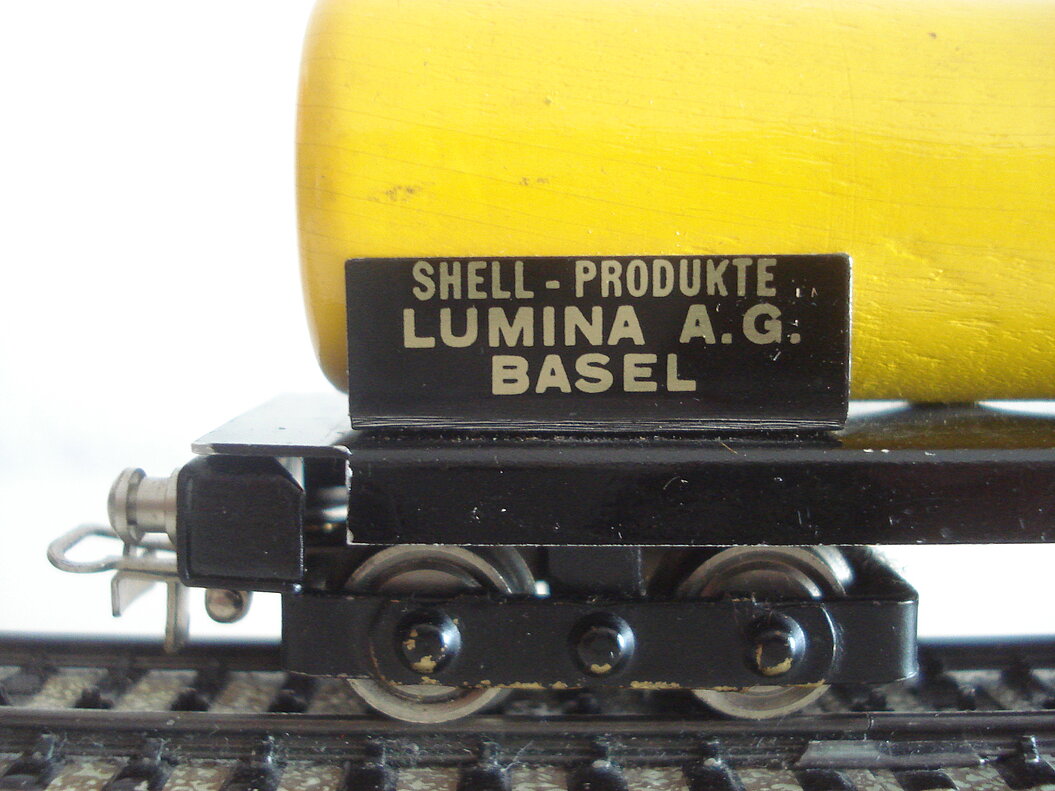 SHELL - PRODUKTE
LUMINA A.G.
BASEL